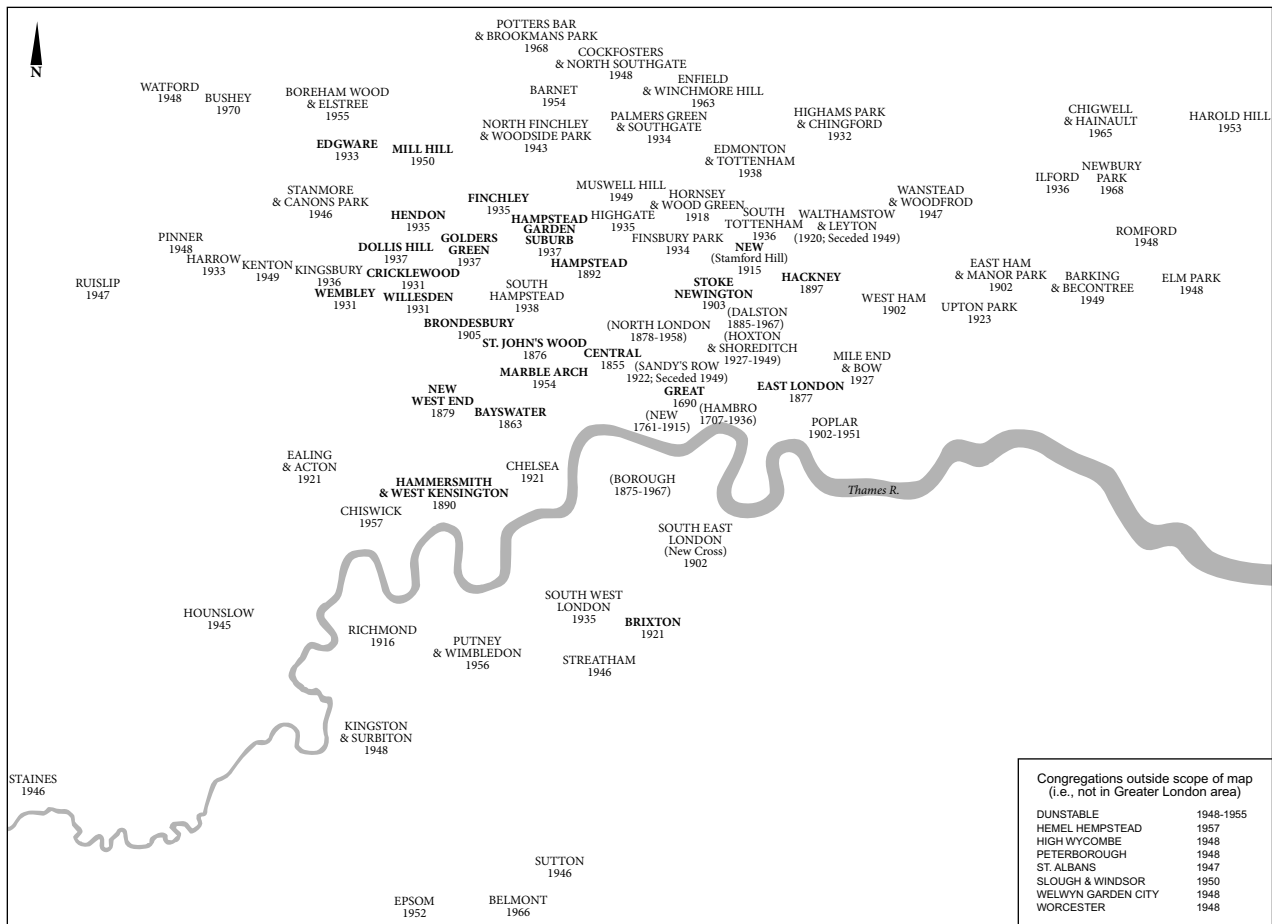 POTTERS BAR
& BROOKMANS PARK
1968
COCKFOSTERS
& NORTH SOUTHGATE
1948
N
WATFORD
1948
BUSHEY
1970
BOREHAM WOOD
& ELSTREE
1955
BARNET
1954
ENFIELD
& WINCHMORE HILL
1963
NORTH FINCHLEY
& WOODSIDE PARK
1943
PALMERS GREEN
& SOUTHGATE
1934
HIGHAMS PARK
& CHINGFORD
1932
CHIGWELL
& HAINAULT
1965
HAROLD HILL
1953
EDGWARE
1933
MILL HILL
1950
EDMONTON
& TOTTENHAM
1938
ILFORD
1936
NEWBURY
PARK
1968
STANMORE
& CANONS PARK
1946
FINCHLEY
1935
MUSWELL HILL
1949
HORNSEY
& WOOD GREEN
1918
WANSTEAD
& WOODFROD
1947
HENDON
1935
HAMPSTEAD
GARDEN
SUBURB
1937
HIGHGATE
1935
SOUTH
TOTTENHAM
1936
WALTHAMSTOW
& LEYTON
(1920; Seceded 1949)
PINNER
1948
HARROW
1933
DOLLIS HILL
1937
GOLDERS
GREEN
1937
FINSBURY PARK
1934
NEW
(Stamford Hill)
1915
ROMFORD
1948
KENTON
1949
KINGSBURY
1936
CRICKLEWOOD
1931
HAMPSTEAD
1892
HACKNEY
1897
EAST HAM
& MANOR PARK
1902
BARKING
& BECONTREE
1949
ELM PARK
1948
RUISLIP
1947
WEMBLEY
1931
WILLESDEN
1931
SOUTH
HAMPSTEAD
1938
STOKE
NEWINGTON
1903
WEST HAM
1902
UPTON PARK
1923
BRONDESBURY
1905
(NORTH LONDON
1878-1958)
(DALSTON
1885-1967)
(HOXTON
& SHOREDITCH
1927-1949)
ST. JOHN'S WOOD
1876
CENTRAL
1855
(SANDY'S ROW
1922; Seceded 1949)
MILE END
& BOW
1927
MARBLE ARCH
1954
NEW
WEST END
1879
BAYSWATER
1863
GREAT
1690
EAST LONDON
1877
(NEW
1761-1915)
(HAMBRO
1707-1936)
POPLAR
1902-1951
EALING
& ACTON
1921
HAMMERSMITH
& WEST KENSINGTON
1890
CHELSEA
1921
(BOROUGH
1875-1967)
Thames R.
CHISWICK
1957
SOUTH EAST
LONDON
(New Cross)
1902
HOUNSLOW
1945
RICHMOND
1916
PUTNEY
& WIMBLEDON
1956
SOUTH WEST
LONDON
1935
BRIXTON
1921
STREATHAM
1946
KINGSTON
& SURBITON
1948
STAINES
1946
SUTTON
1946
EPSOM
1952
BELMONT
1966
Congregations outside scope of map
(i.e., not in Greater London area)
DUNSTABLE 1948-1955
HEMEL HEMPSTEAD 1957
HIGH WYCOMBE 1948
PETERBOROUGH 1948
ST. ALBANS 1947
SLOUGH & WINDSOR 1950
WELWYN GARDEN CITY 1948
WORCESTER 1948